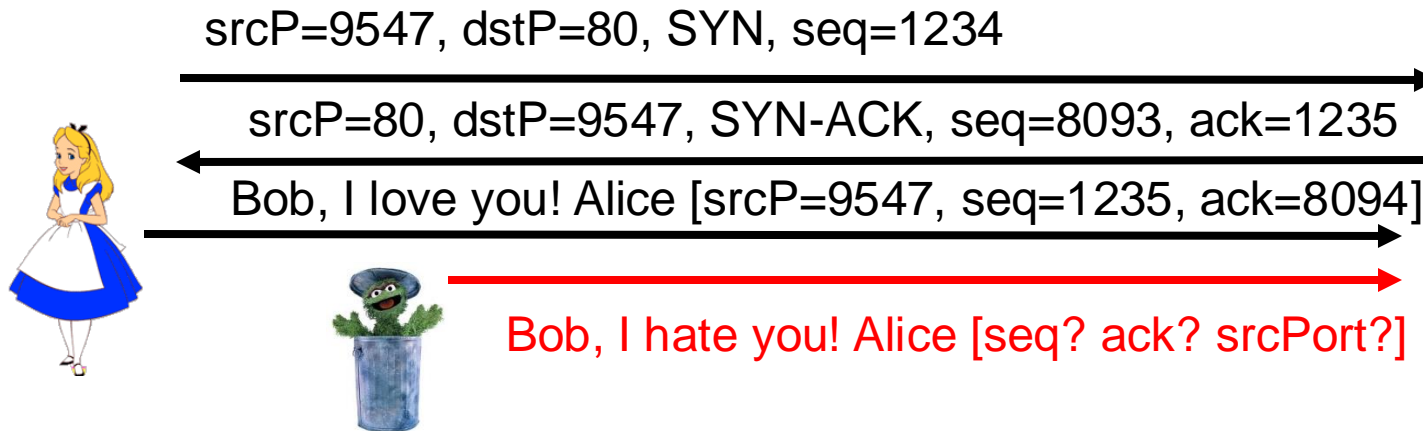 srcP=9547, dstP=80, SYN, seq=1234
srcP=80, dstP=9547, SYN-ACK, seq=8093, ack=1235
Bob, I love you! Alice [srcP=9547, seq=1235, ack=8094]
Bob, I hate you! Alice [seq? ack? srcPort?]